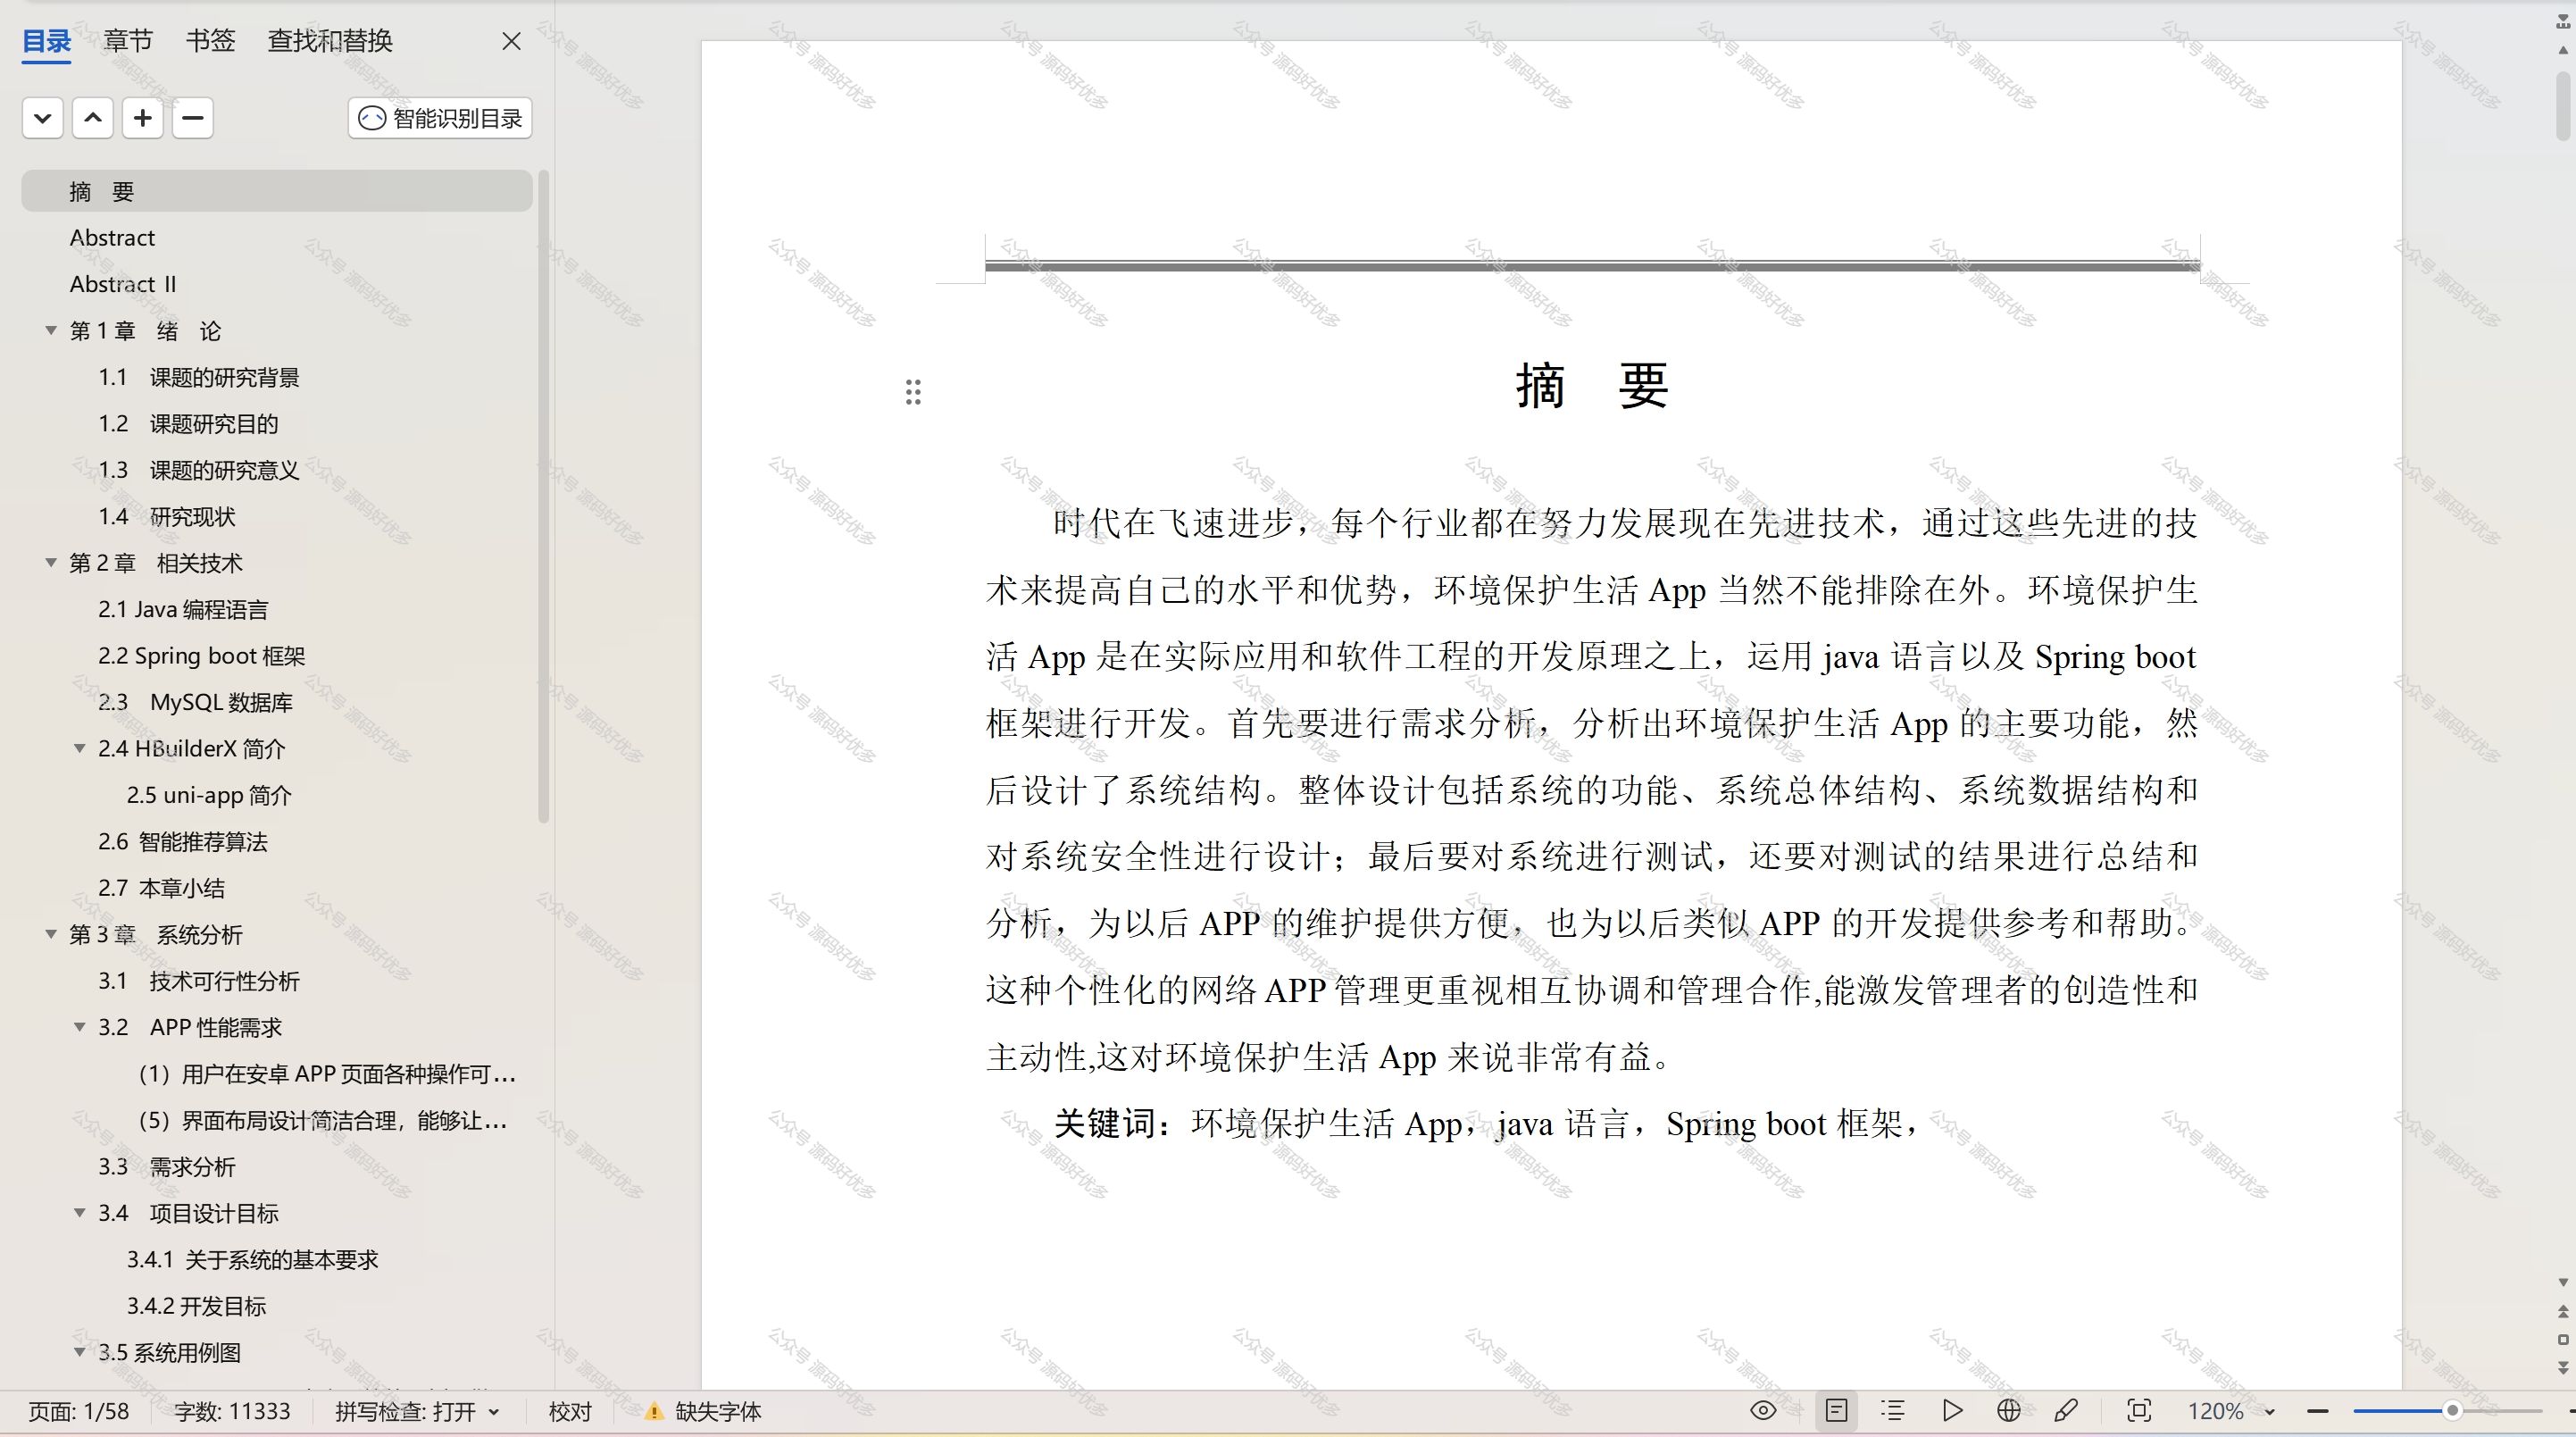 目录 章节 书签 查找和替换
智能识别目录
摘 要
Abstract
Abstract II
第 1 章 绪 论
1.1 课题的研究背景
1.2 课题研究目的
1.3 课题的研究意义
1.4 研究现状
第 2 章 相关技术
2.1 Java 编程语言
2.2 Spring boot 框架
2.3 MySQL 数据库
2.4 HBuilderX 简介
2.5 uni-app 简介
2.6 智能推荐算法
2.7 本章小结
第 3 章 系统分析
3.1 技术可行性分析
3.2 APP 性能需求
（1）用户在安卓 APP 页面各种操作可...
（5）界面布局设计简洁合理，能够让...
3.3 需求分析
3.4 项目设计目标
3.4.1 关于系统的基本要求
3.4.2 开发目标
3.5 系统用例图
摘 要
时代在飞速进步，每个行业都在努力发展现在先进技术，通过这些先进的技
术来提高自己的水平和优势，环境保护生活 App 当然不能排除在外。环境保护生
活 App 是在实际应用和软件工程的开发原理之上，运用 java 语言以及 Spring boot
框架进行开发。首先要进行需求分析，分析出环境保护生活 App 的主要功能，然
后设计了系统结构。整体设计包括系统的功能、系统总体结构、系统数据结构和
对系统安全性进行设计；最后要对系统进行测试，还要对测试的结果进行总结和
分析，为以后 APP 的维护提供方便，也为以后类似 APP 的开发提供参考和帮助。
这种个性化的网络 APP 管理更重视相互协调和管理合作,能激发管理者的创造性和
主动性,这对环境保护生活 App 来说非常有益。
关键词：环境保护生活 App，java 语言，Spring boot 框架，
页面: 1/58 字数: 11333 拼写检查: 打开 校对 缺失字体 120%
公众号 源码好优多